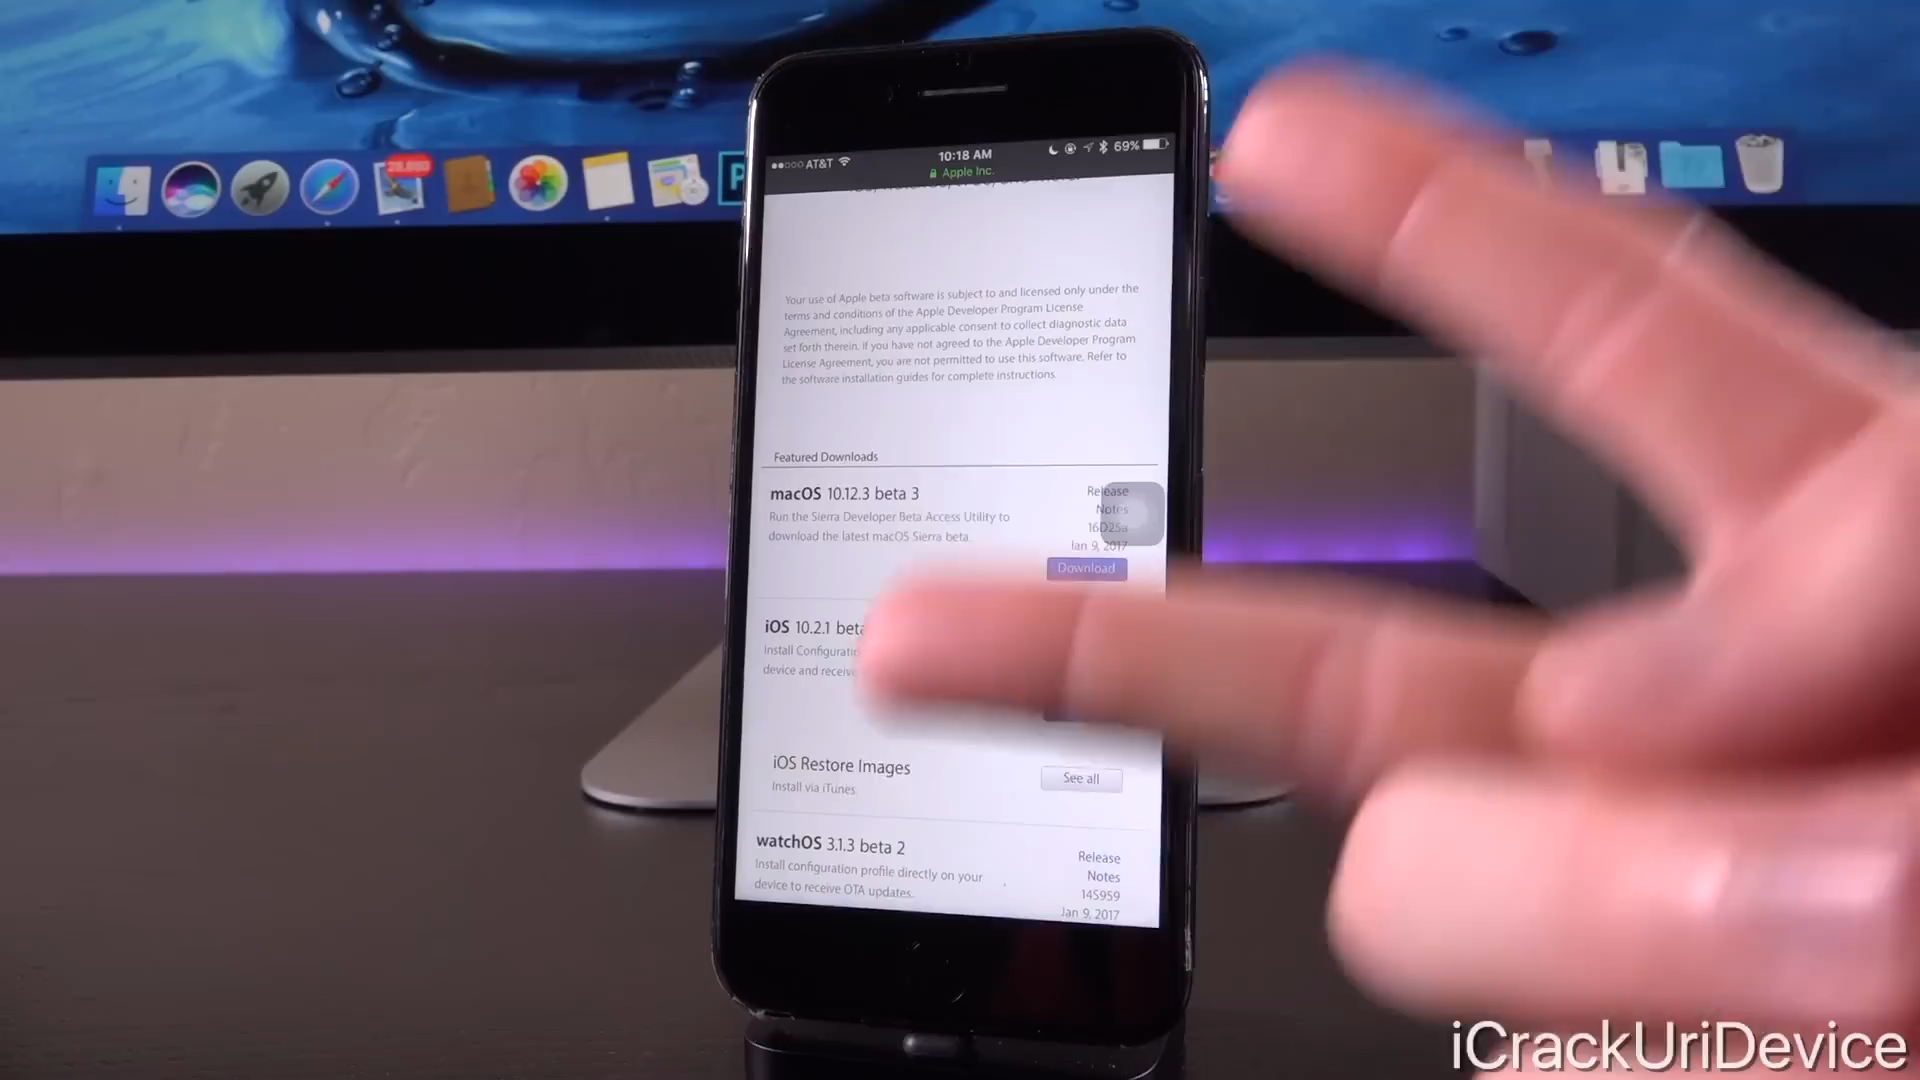 AT&T
10:18 AM
69%
Apple Inc.
Your use of Apple beta software is subject to and licensed only under the
terms and conditions of the Apple Developer Program License
Agreement, including any applicable consent to collect diagnostic data
set forth therein. If you have not agreed to the Apple Developer Program
License Agreement, you are not permitted to use this software. Refer to
the software installation guides for complete instructions.
Featured Downloads
macOS 10.12.3 beta 3
Run the Sierra Developer Beta Access Utility to
download the latest macOS Sierra beta.
Release
Notes
16D25a
Jan 9, 2017
Download
iOS 10.2.1 beta
Install
device and
iOS Restore Images
Install via iTunes
See all
watchOS 3.1.3 beta 2
Install configuration profile directly on your
device to receive OTA updates.
Release
Notes
14S959
Jan 9, 2017
iCrackUriDevice